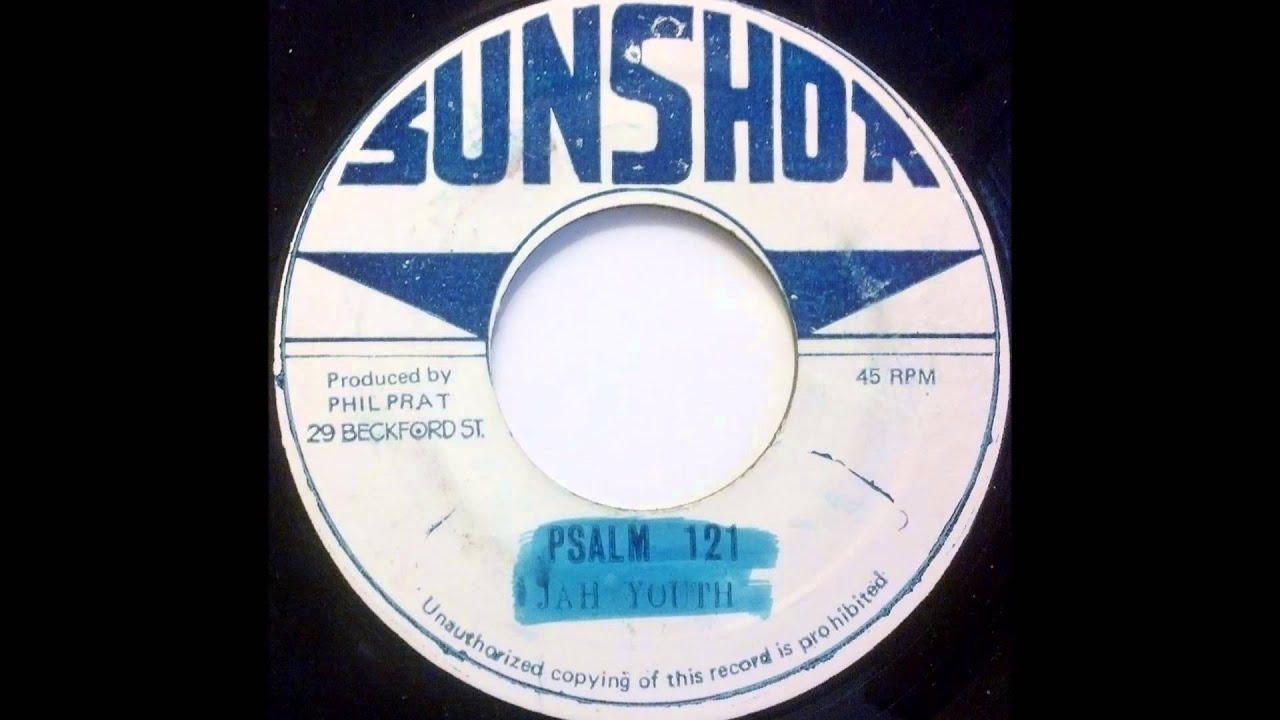 SUNSHOT
Produced by
PHIL PRAT
29 BECKFORD ST.
45 RPM
PSALM 121
JAH YOUTH
Unauthorized copying of this record is prohibited